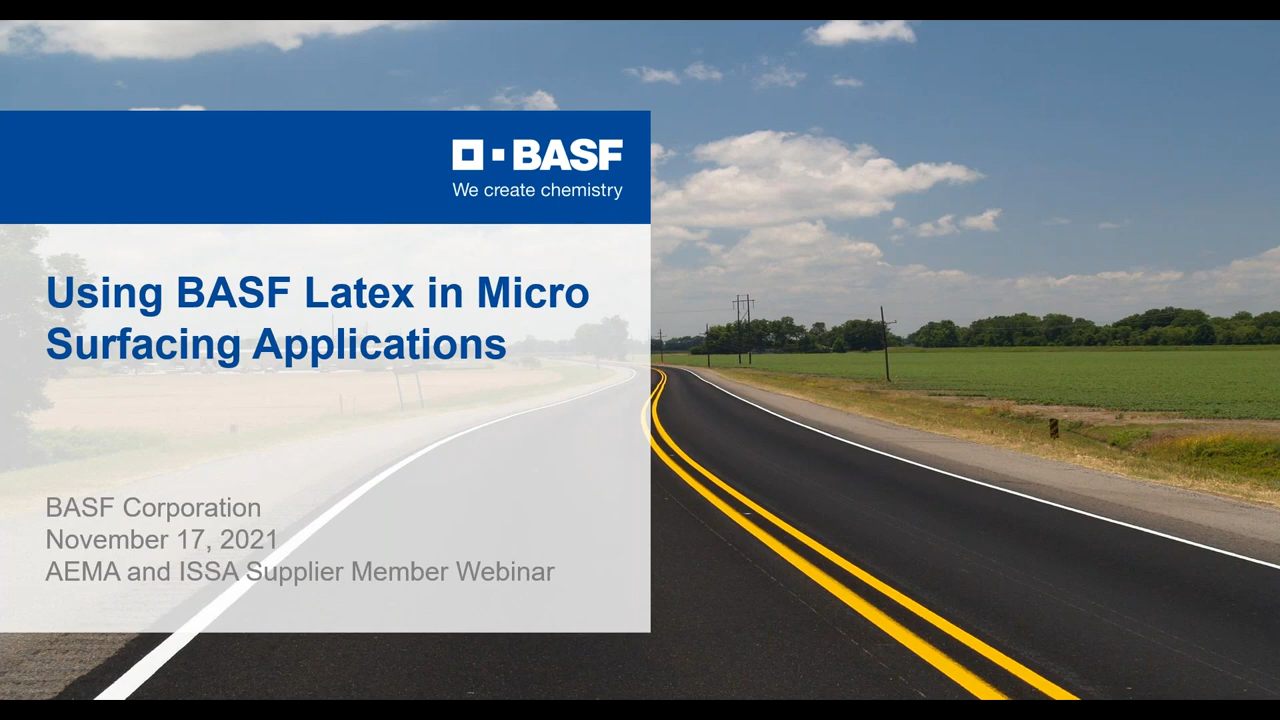 BASF
We create chemistry
Using BASF Latex in Micro
Surfacing Applications
BASF Corporation
November 17, 2021
AEMA and ISSA Supplier Member Webinar